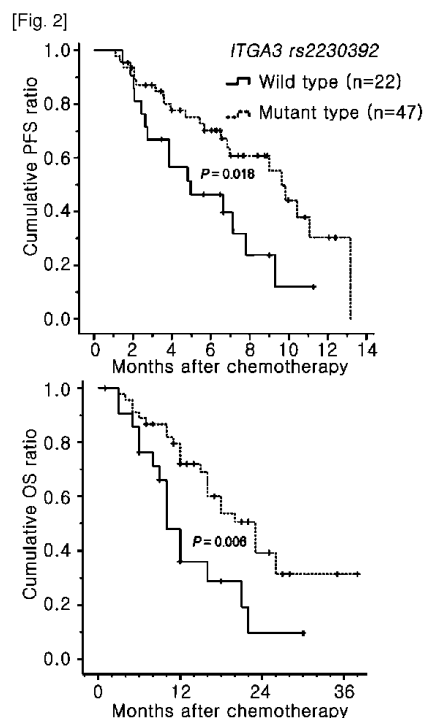 [Fig. 2]
ITGA3 rs2230392
Wild type (n=22)
Mutant type (n=47)
Cumulative PFS ratio
1.0
0.8
0.6
0.4
0.2
0.0
P=0.018
0 2 4 6 8 10 12 14
Months after chemotherapy
Cumulative OS ratio
1.0
0.8
0.6
0.4
0.2
0.0
P=0.006
0 12 24 36
Months after chemotherapy